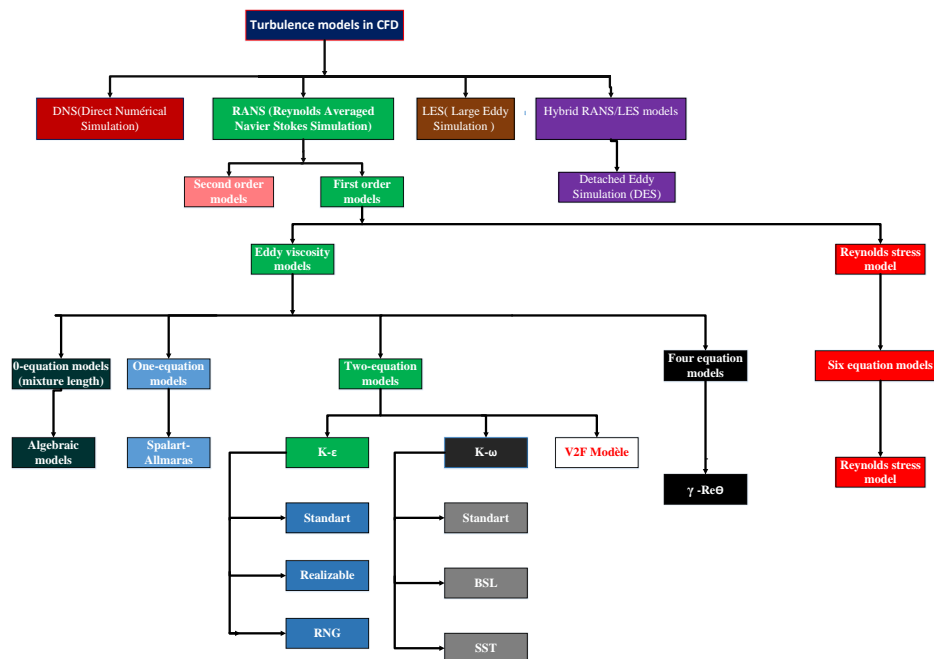 Turbulence models in CFD
DNS(Direct Numérical
Simulation)
RANS (Reynolds Averaged
Navier Stokes Simulation)
LES( Large Eddy
Simulation )
Hybrid RANS/LES models
Second order
models
First order
models
Detached Eddy
Simulation (DES)
Eddy viscosity
models
Reynolds stress
model
0-equation models
(mixture length)
One-equation
models
Two-equation
models
Four equation
models
Six equation models
Algebraic
models
Spalart-
Allmaras
K-ε
K-ω
V2F Modèle
Reynolds stress
model
γ -ReΘ
Standart
Standart
Realizable
BSL
RNG
SST